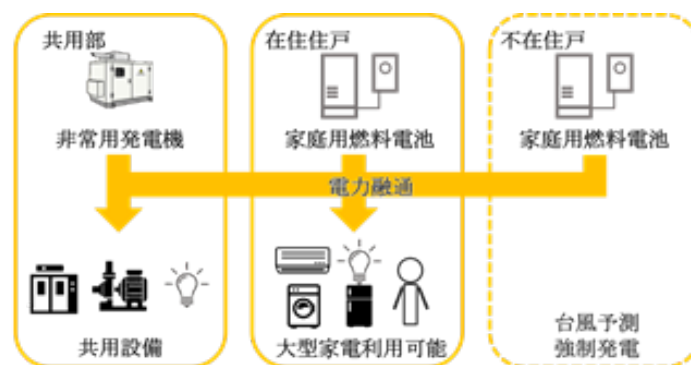 共用部
非常用発電機
共用設備
在住住戸
家庭用燃料電池
電力融通
大型家電利用可能
不在住戸
家庭用燃料電池
台風予測
強制発電